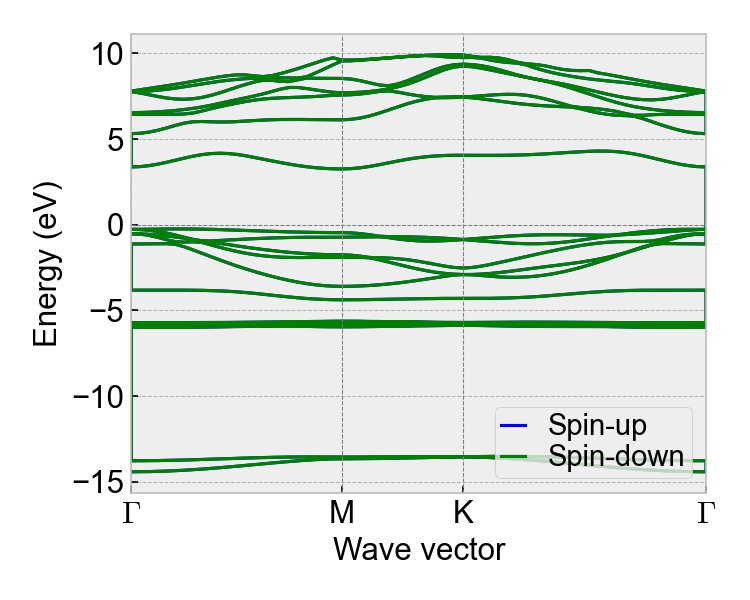 10
5
0
−5
−10
−15
Energy (eV)
Spin-up
Spin-down
Γ M K Γ
Wave vector